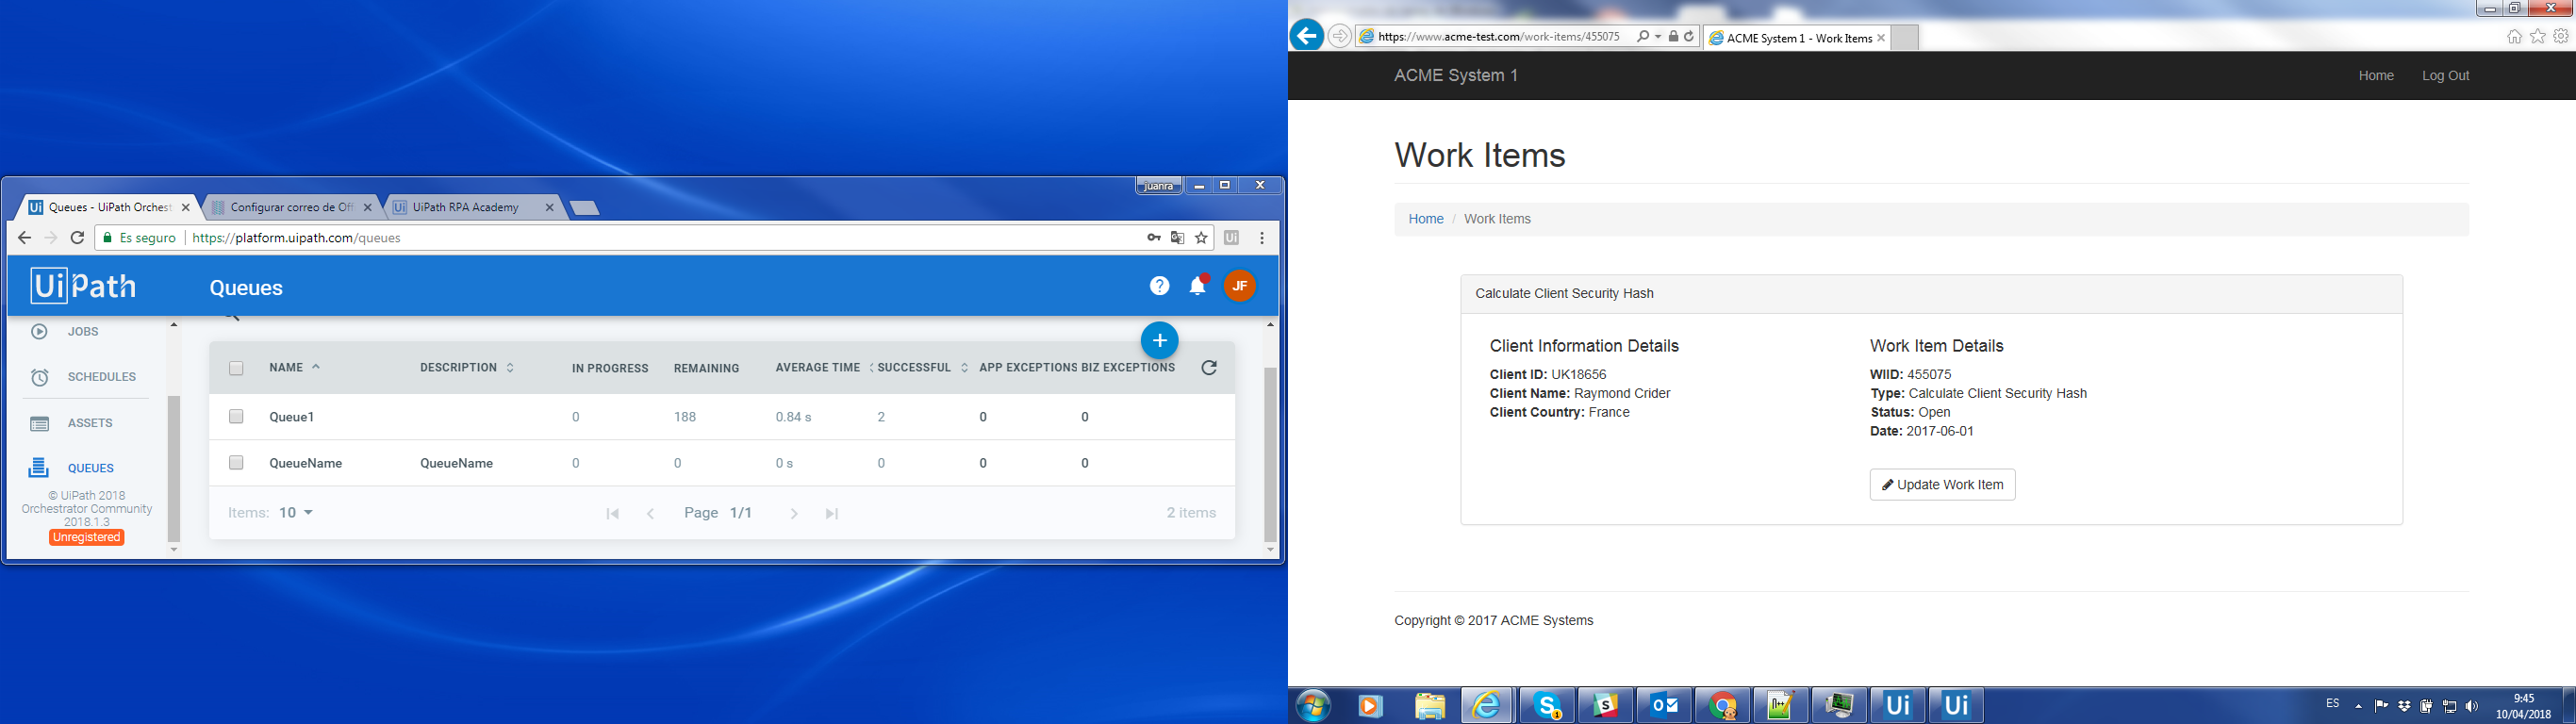 juanra
Queues - UiPath Orchest
Configurar correo de Off
UiPath RPA Academy
Es seguro
https://platform.uipath.com/queues
UiPath
Queues
JF
JOBS
SCHEDULES
ASSETS
QUEUES
© UiPath 2018
Orchestrator Community
2018.1.3
Unregistered
NAME DESCRIPTION IN PROGRESS REMAINING AVERAGE TIME SUCCESSFUL APP EXCEPTIONS BIZ EXCEPTIONS
Queue1 0 188 0.84 s 2 0 0
QueueName QueueName 0 0 0 s 0 0 0
Items: 10 Page 1/1 2 items
https://www.acme-test.com/work-items/455075
ACME System 1 - Work Items
ACME System 1 Home Log Out
Work Items
Home / Work Items
Calculate Client Security Hash
Client Information Details
Client ID: UK18656
Client Name: Raymond Crider
Client Country: France
Work Item Details
WIID: 455075
Type: Calculate Client Security Hash
Status: Open
Date: 2017-06-01
Update Work Item
Copyright © 2017 ACME Systems
ES
9:45
10/04/2018